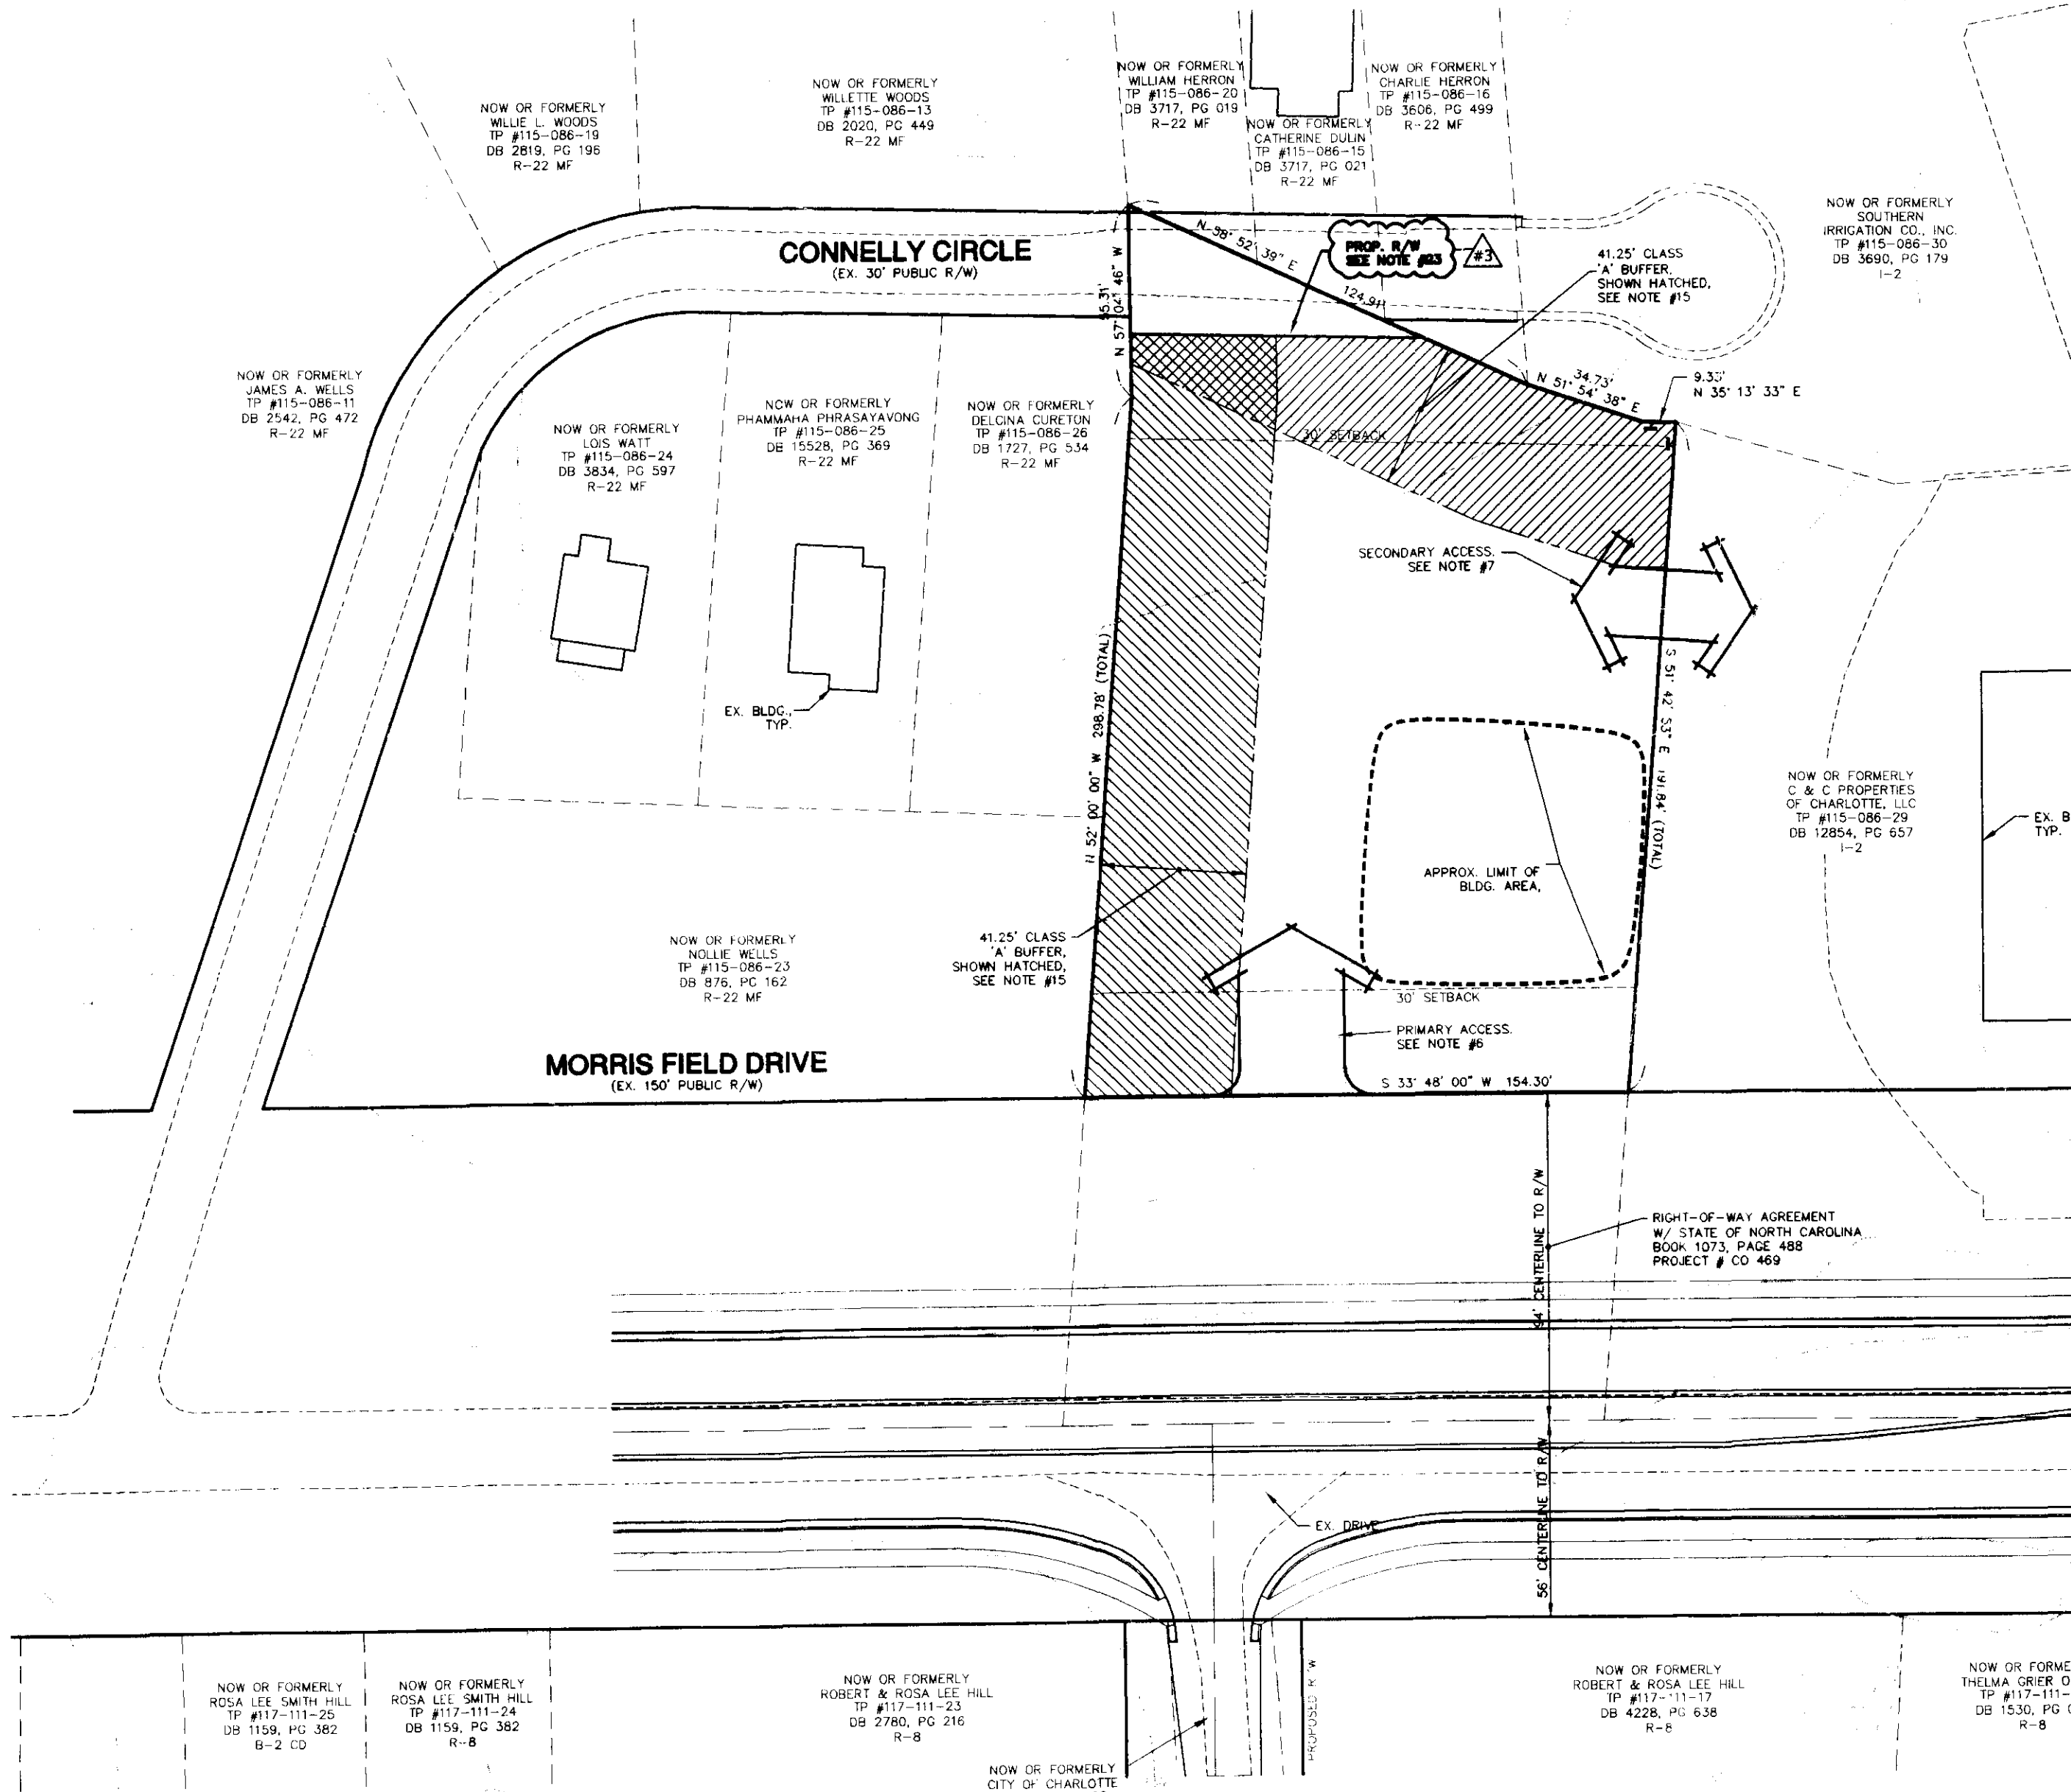 NOW OR FORMERLY
WILLIE L. WOODS
TP #115-086-19
DB 2819, PG 196
R-22 MF
NOW OR FORMERLY
WILLETTE WOODS
TP #115-086-13
DB 2020, PG 449
R-22 MF
NOW OR FORMERLY
WILLIAM HERRON
TP #115-086-20
DB 3717, PG 019
R-22 MF
NOW OR FORMERLY
CATHERINE DULIN
TP #115-086-15
DB 3717, PG 021
R-22 MF
NOW OR FORMERLY
CHARLIE HERRON
TP #115-086-16
DB 3606, PG 499
R-22 MF
NOW OR FORMERLY
SOUTHERN
IRRIGATION CO., INC.
TP #115-086-30
DB 3690, PG 179
I-2
CONNELLY CIRCLE
(EX. 30' PUBLIC R/W)
PROP. R/W
SEE NOTE #23
#3
41.25' CLASS
'A' BUFFER,
SHOWN HATCHED,
SEE NOTE #15
52' 39" E
124.91'
55.31'
N 57° 04' 46" W
34.73'
N 51° 54' 38" E
9.33'
N 35° 13' 33" E
NOW OR FORMERLY
JAMES A. WELLS
TP #115-086-11
DB 2542, PG 472
R-22 MF
NOW OR FORMERLY
LOIS WATT
TP #115-086-24
DB 3834, PG 597
R-22 MF
NOW OR FORMERLY
PHAMMAHA PHRASAYAVONG
TP #115-086-25
DB 15528, PG 369
R-22 MF
NOW OR FORMERLY
DELCINA CURETON
TP #115-086-26
DB 1727, PG 534
R-22 MF
30' SETBACK
SECONDARY ACCESS.
SEE NOTE #7
EX. BLDG.,
TYP.
N 52° 00' 00" W 298.78' (TOTAL)
S 51° 42' 53" E 191.84' (TOTAL)
NOW OR FORMERLY
C & C PROPERTIES
OF CHARLOTTE, LLC
TP #115-086-29
DB 12854, PG 657
I-2
EX. B
TYP.
APPROX. LIMIT OF
BLDG. AREA,
NOW OR FORMERLY
NOLLIE WELLS
TP #115-086-23
DB 876, PG 162
R-22 MF
41.25' CLASS
'A' BUFFER,
SHOWN HATCHED,
SEE NOTE #15
30' SETBACK
PRIMARY ACCESS.
SEE NOTE #6
MORRIS FIELD DRIVE
(EX. 150' PUBLIC R/W)
S 33° 48' 00" W 154.30'
94' CENTERLINE TO R/W
RIGHT-OF-WAY AGREEMENT
W/ STATE OF NORTH CAROLINA
BOOK 1073, PAGE 488
PROJECT # CO 469
56' CENTERLINE TO R/W
EX. DRIVE
NOW OR FORMERLY
ROSA LEE SMITH HILL
TP #117-111-25
DB 1159, PG 382
B-2 CD
NOW OR FORMERLY
ROSA LEE SMITH HILL
TP #117-111-24
DB 1159, PG 382
R-8
NOW OR FORMERLY
ROBERT & ROSA LEE HILL
TP #117-111-23
DB 2780, PG 216
R-8
NOW OR FORMERLY
CITY OF CHARLOTTE
PROPOSED R/W
NOW OR FORMERLY
ROBERT & ROSA LEE HILL
TP #117-111-17
DB 4228, PG 638
R-8
NOW OR FORME
THELMA GRIER O
TP #117-111-
DB 1530, PG
R-8